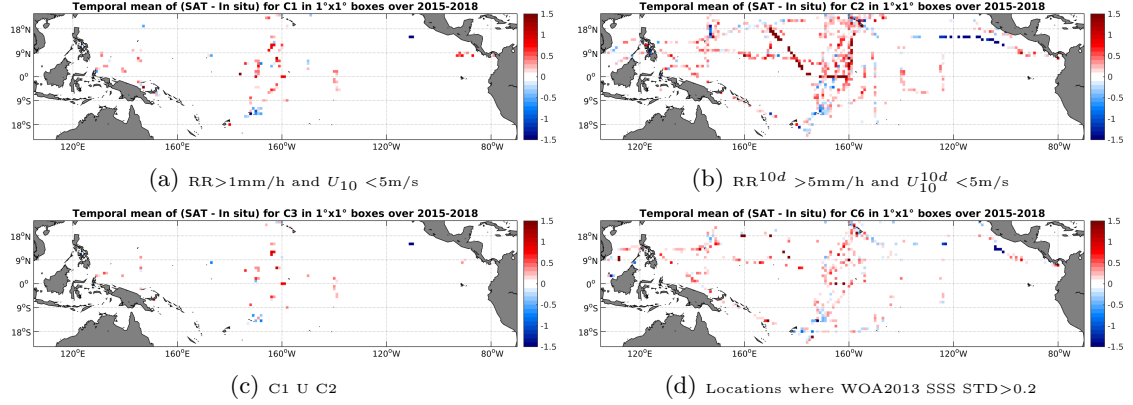 Temporal mean of (SAT - In situ) for C1 in 1°x1° boxes over 2015-2018
18°N
9°N
0°
9°S
18°S
120°E
160°E
160°W
120°W
80°W
1.5
1
0.5
0
-0.5
-1
-1.5
(a) RR>1mm/h and U10 <5m/s
Temporal mean of (SAT - In situ) for C2 in 1°x1° boxes over 2015-2018
18°N
9°N
0°
9°S
18°S
120°E
160°E
160°W
120°W
80°W
1.5
1
0.5
0
-0.5
-1
-1.5
(b) RR10d >5mm/h and U10 10d <5m/s
Temporal mean of (SAT - In situ) for C3 in 1°x1° boxes over 2015-2018
18°N
9°N
0°
9°S
18°S
120°E
160°E
160°W
120°W
80°W
1.5
1
0.5
0
-0.5
-1
-1.5
(c) C1 U C2
Temporal mean of (SAT - In situ) for C6 in 1°x1° boxes over 2015-2018
18°N
9°N
0°
9°S
18°S
120°E
160°E
160°W
120°W
80°W
1.5
1
0.5
0
-0.5
-1
-1.5
(d) Locations where WOA2013 SSS STD>0.2